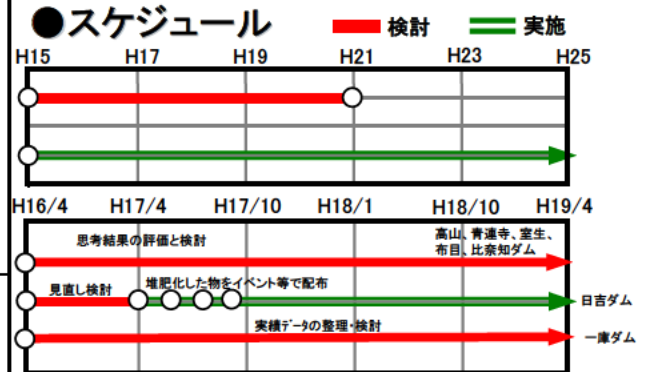 ●スケジュール
検討
実施
H15 H17 H19 H21 H23 H25
H16/4 H17/4 H17/10 H18/1 H18/10 H19/4
思考結果の評価と検討
高山、青連寺、室生、
布目、比奈知ダム
見直し検討
堆肥化した物をイベント等で配布
日吉ダム
実績データの整理・検討
一庫ダム